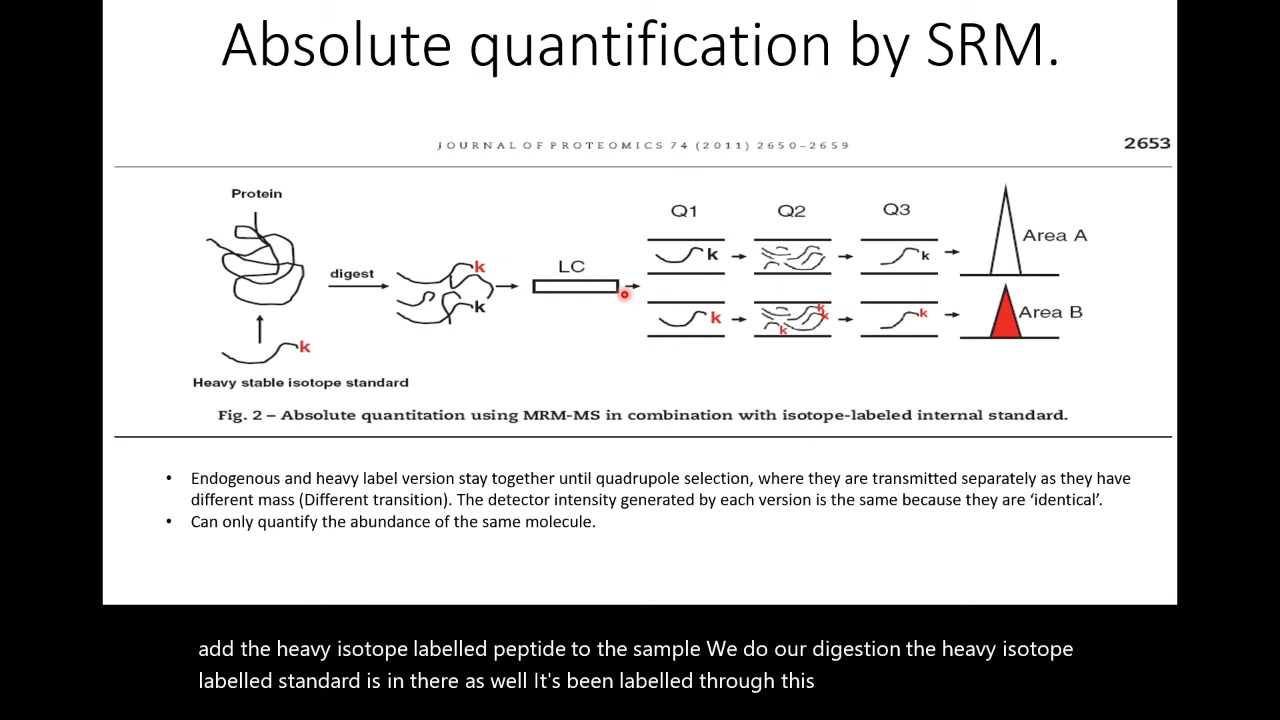 Absolute quantification by SRM.
JOURNAL OF PROTEOMICS 74 (2011) 2650–2659
2653
Protein
Q1
Q2
Q3
digest
k
k
LC
k
k
Area A
k
k
k
k
k
Area B
k
Heavy stable isotope standard
Fig. 2 – Absolute quantitation using MRM-MS in combination with isotope-labeled internal standard.
• Endogenous and heavy label version stay together until quadrupole selection, where they are transmitted separately as they have
different mass (Different transition). The detector intensity generated by each version is the same because they are ‘identical’.
• Can only quantify the abundance of the same molecule.
add the heavy isotope labelled peptide to the sample We do our digestion the heavy isotope
labelled standard is in there as well It's been labelled through this